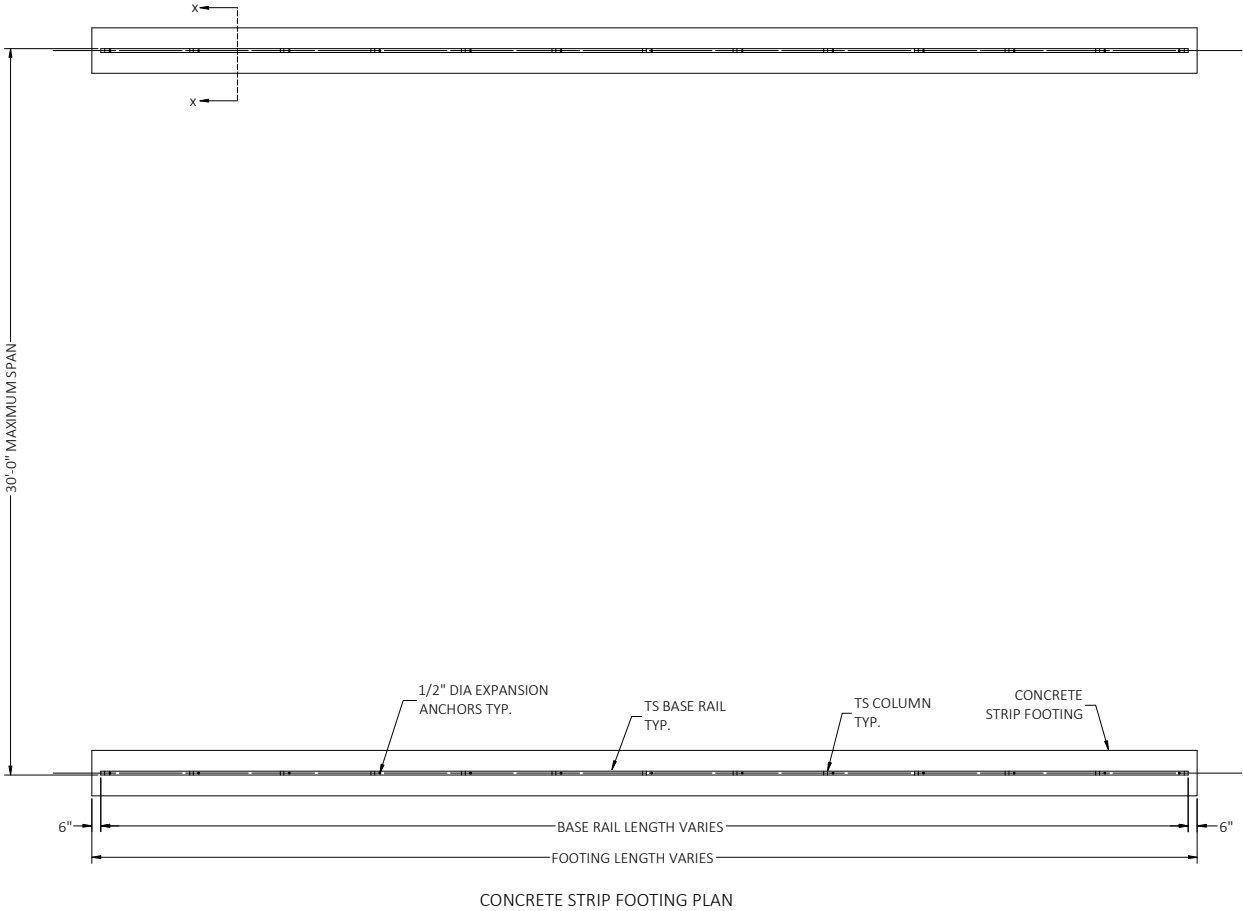 X
X
30'-0" MAXIMUM SPAN
1/2" DIA EXPANSION
ANCHORS TYP.
TS BASE RAIL
TYP.
TS COLUMN
TYP.
CONCRETE
STRIP FOOTING
6"
BASE RAIL LENGTH VARIES
6"
FOOTING LENGTH VARIES
CONCRETE STRIP FOOTING PLAN